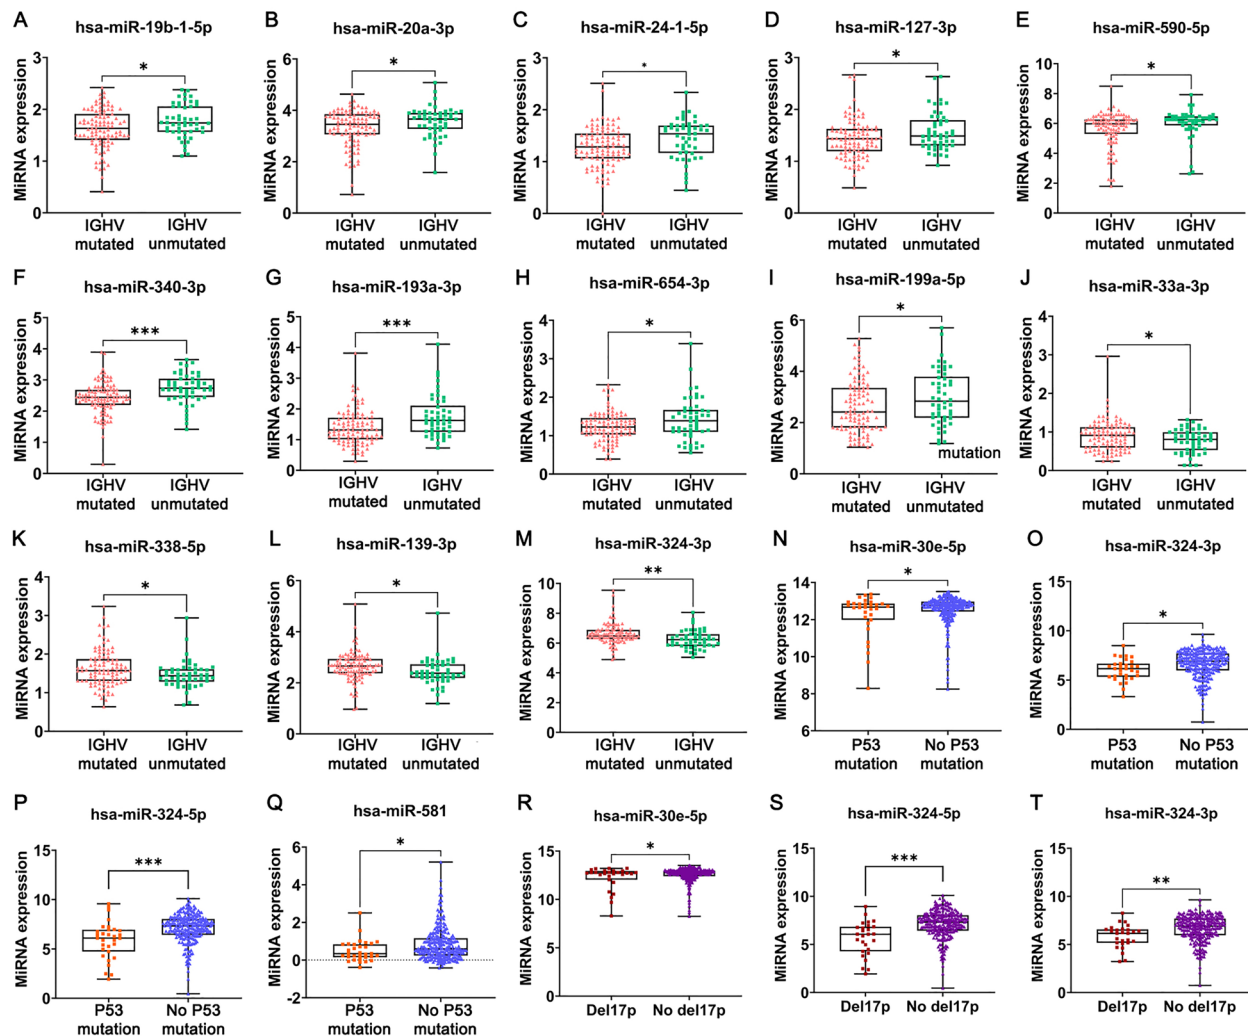 A
hsa-miR-19b-1-5p
*
MiRNA expression
3
2
1
0
IGHV
mutated
IGHV
unmutated
B
hsa-miR-20a-3p
*
MiRNA expression
6
4
2
0
IGHV
mutated
IGHV
unmutated
C
hsa-miR-24-1-5p
*
MiRNA expression
3
2
1
0
IGHV
mutated
IGHV
unmutated
D
hsa-miR-127-3p
*
MiRNA expression
3
2
1
0
IGHV
mutated
IGHV
unmutated
E
hsa-miR-590-5p
*
MiRNA expression
10
8
6
4
2
0
IGHV
mutated
IGHV
unmutated
F
hsa-miR-340-3p
***
MiRNA expression
5
4
3
2
1
0
IGHV
mutated
IGHV
unmutated
G
hsa-miR-193a-3p
***
MiRNA expression
5
4
3
2
1
0
IGHV
mutated
IGHV
unmutated
H
hsa-miR-654-3p
*
MiRNA expression
4
3
2
1
0
IGHV
mutated
IGHV
unmutated
I
hsa-miR-199a-5p
*
MiRNA expression
6
4
2
0
mutation
IGHV
mutated
IGHV
unmutated
J
hsa-miR-33a-3p
*
MiRNA expression
4
3
2
1
0
IGHV
mutated
IGHV
unmutated
K
hsa-miR-338-5p
*
MiRNA expression
4
3
2
1
0
IGHV
mutated
IGHV
unmutated
L
hsa-miR-139-3p
*
MiRNA expression
6
4
2
0
IGHV
mutated
IGHV
unmutated
M
hsa-miR-324-3p
**
MiRNA expression
10
8
6
4
2
0
IGHV
mutated
IGHV
unmutated
N
hsa-miR-30e-5p
*
MiRNA expression
14
12
10
8
6
P53
mutation
No P53
mutation
O
hsa-miR-324-3p
*
MiRNA expression
15
10
5
0
P53
mutation
No P53
mutation
P
hsa-miR-324-5p
***
MiRNA expression
15
10
5
0
P53
mutation
No P53
mutation
Q
hsa-miR-581
*
MiRNA expression
6
4
2
0
-2
P53
mutation
No P53
mutation
R
hsa-miR-30e-5p
*
MiRNA expression
15
10
5
0
Del17p
No del17p
S
hsa-miR-324-5p
***
MiRNA expression
15
10
5
0
Del17p
No del17p
T
hsa-miR-324-3p
**
MiRNA expression
15
10
5
0
Del17p
No del17p